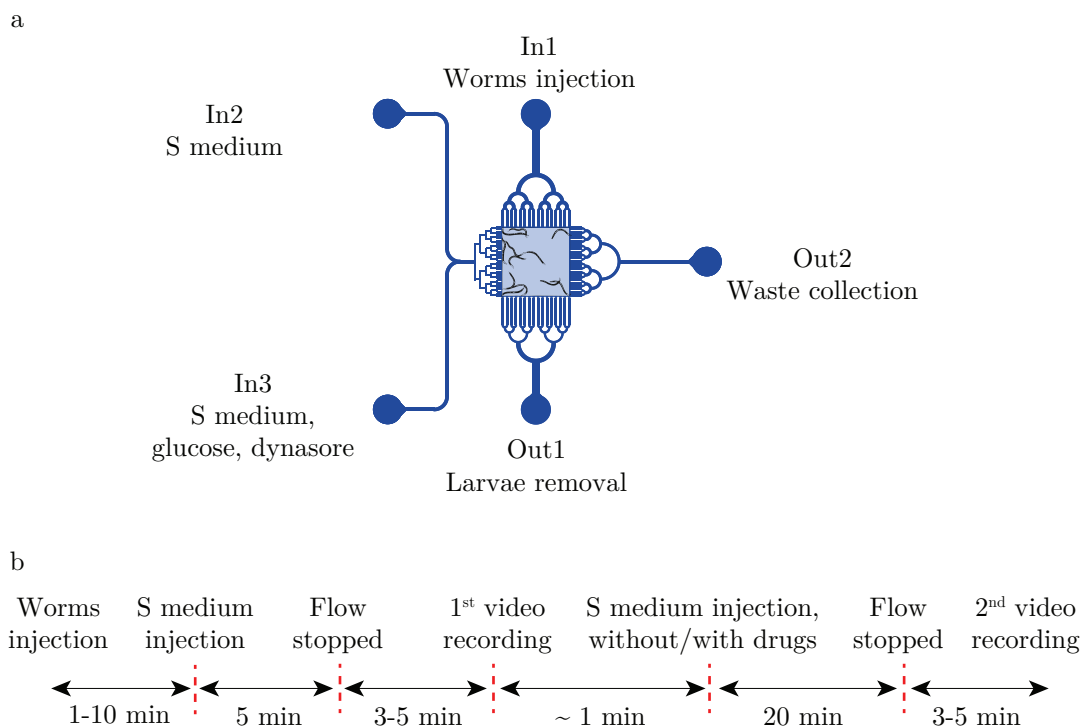 a
In1
Worms injection
In2
S medium
Out2
Waste collection
In3
S medium,
glucose, dynasore
Out1
Larvae removal
b
Worms
injection
S medium
injection
Flow
stopped
1st video
recording
S medium injection,
without/with drugs
Flow
stopped
2nd video
recording
1-10 min
5 min
3-5 min
~ 1 min
20 min
3-5 min